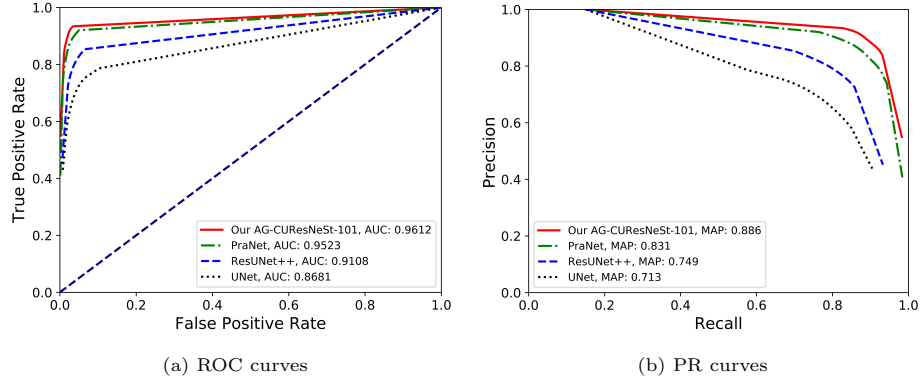 True Positive Rate
1.0
0.8
0.6
0.4
0.2
0.0
Our AG-CUResNeSt-101, AUC: 0.9612
PraNet, AUC: 0.9523
ResUNet++, AUC: 0.9108
UNet, AUC: 0.8681
0.0 0.2 0.4 0.6 0.8 1.0
False Positive Rate
(a) ROC curves
Precision
1.0
0.8
0.6
0.4
0.2
0.0
Our AG-CUResNeSt-101, MAP: 0.886
PraNet, MAP: 0.831
ResUNet++, MAP: 0.749
UNet, MAP: 0.713
0.0 0.2 0.4 0.6 0.8 1.0
Recall
(b) PR curves